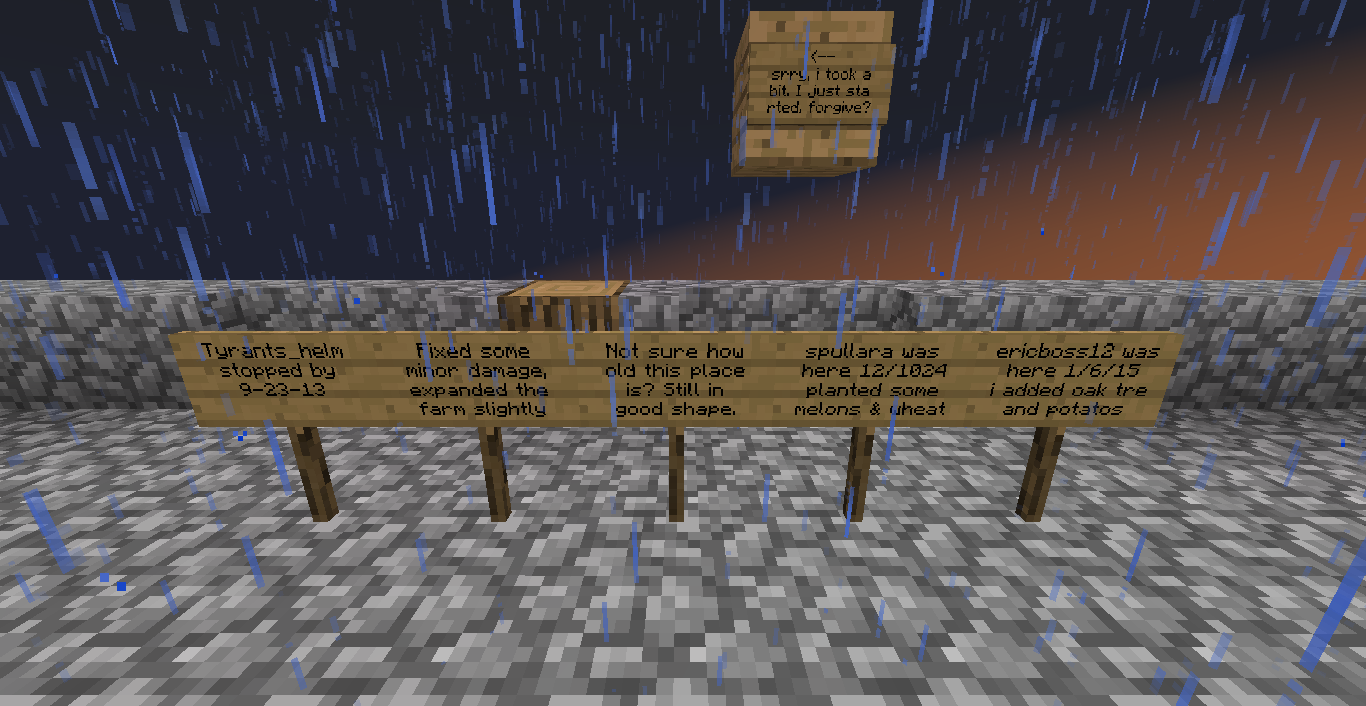 <--
srry, i took a
bit. I just sta
rted, forgive?
Tyrants_helm
stopped by
9-23-13
Fixed some
minor damage,
expanded the
farm slightly
Not sure how
old this place
is? Still in
good shape.
spullara was
here 12/1024
planted some
melons & wheat
ericboss12 was
here 1/6/15
i added oak tre
and potatos